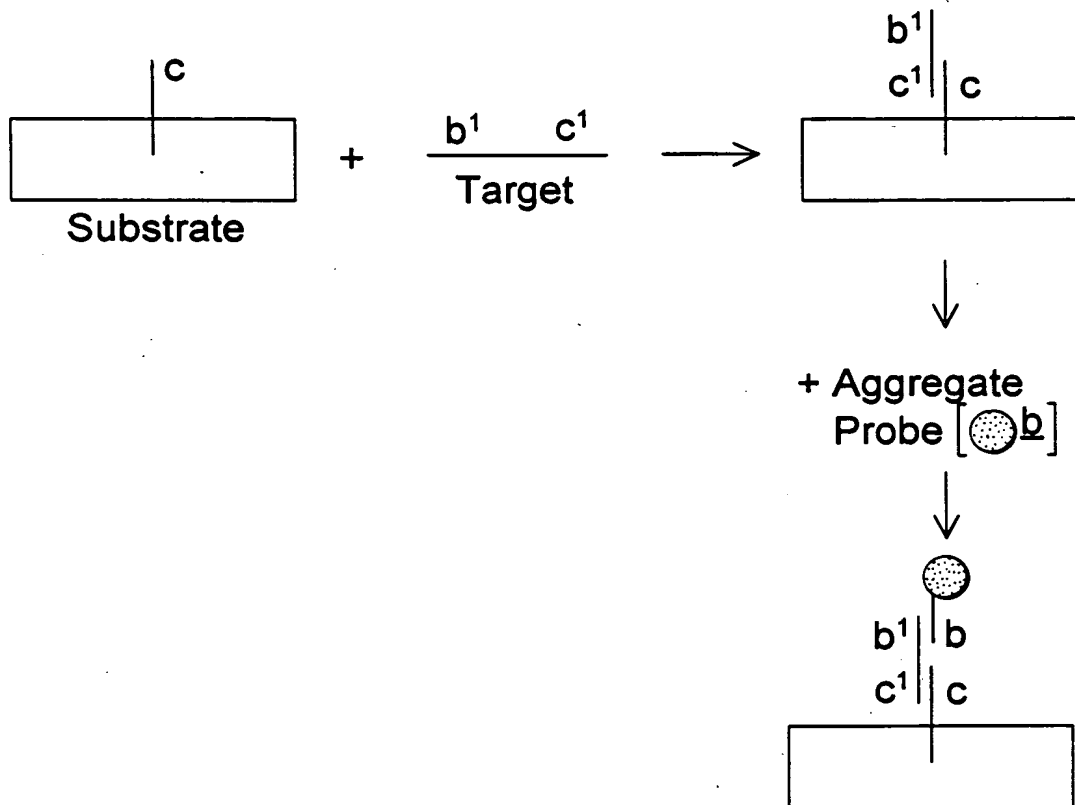 c
Substrate
+
b¹ c¹
Target
b¹
c¹ c
+ Aggregate
Probe [ b ]
b¹ b
c¹ c